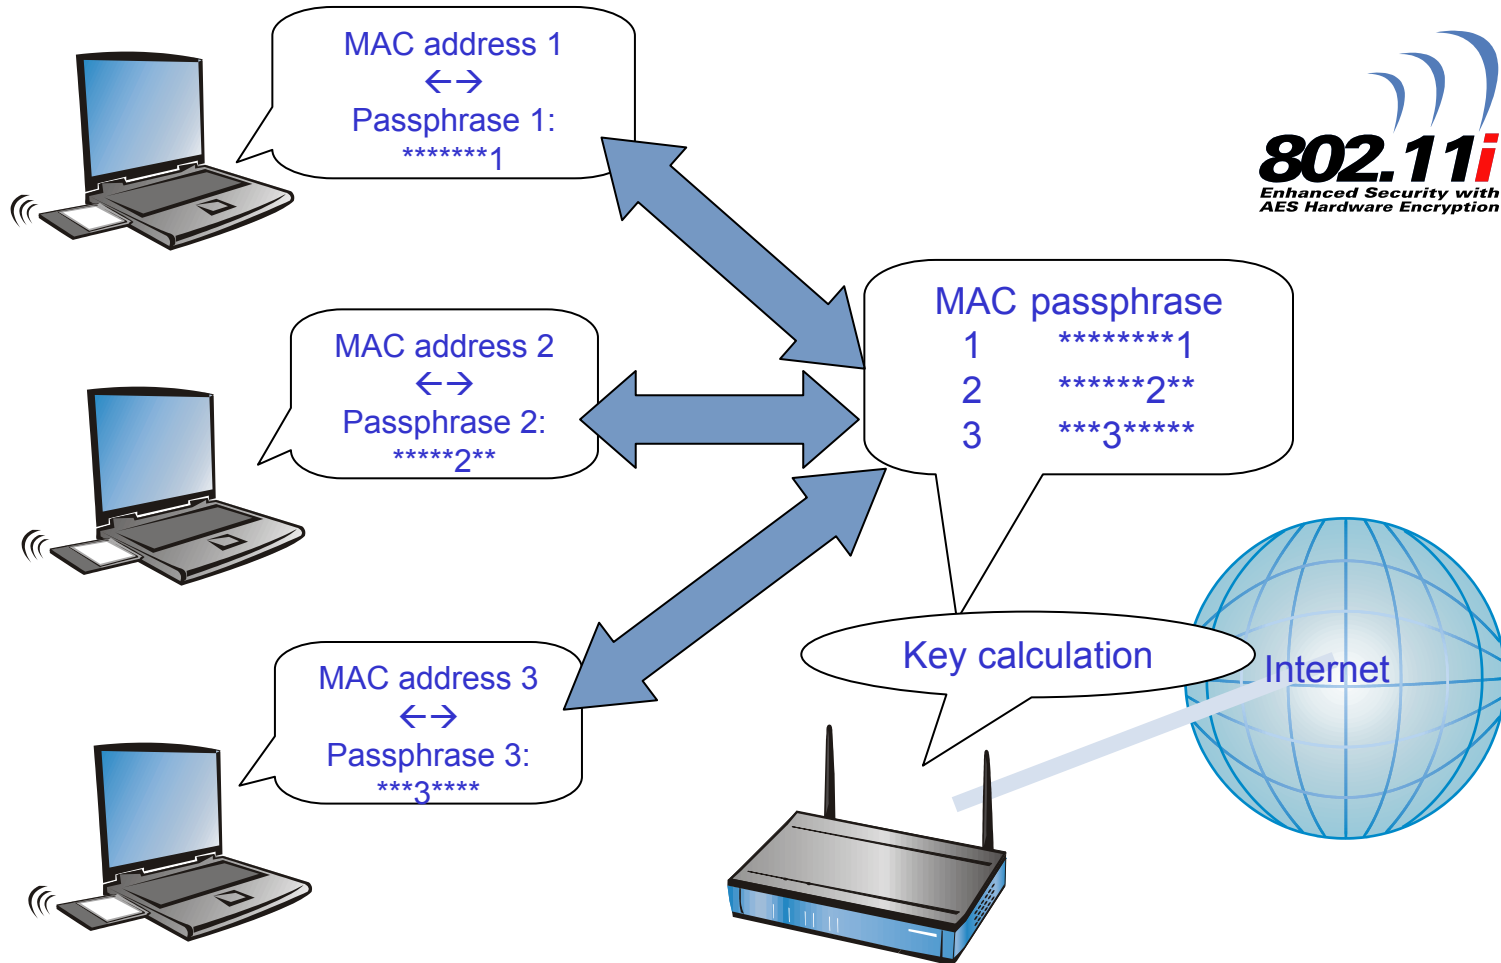 MAC address 1
←→
Passphrase 1:
*******1
802.11i
Enhanced Security with
AES Hardware Encryption
MAC passphrase
1 ********1
2 ******2**
3 ***3*****
MAC address 2
←→
Passphrase 2:
*****2**
Key calculation
Internet
MAC address 3
←→
Passphrase 3:
***3****